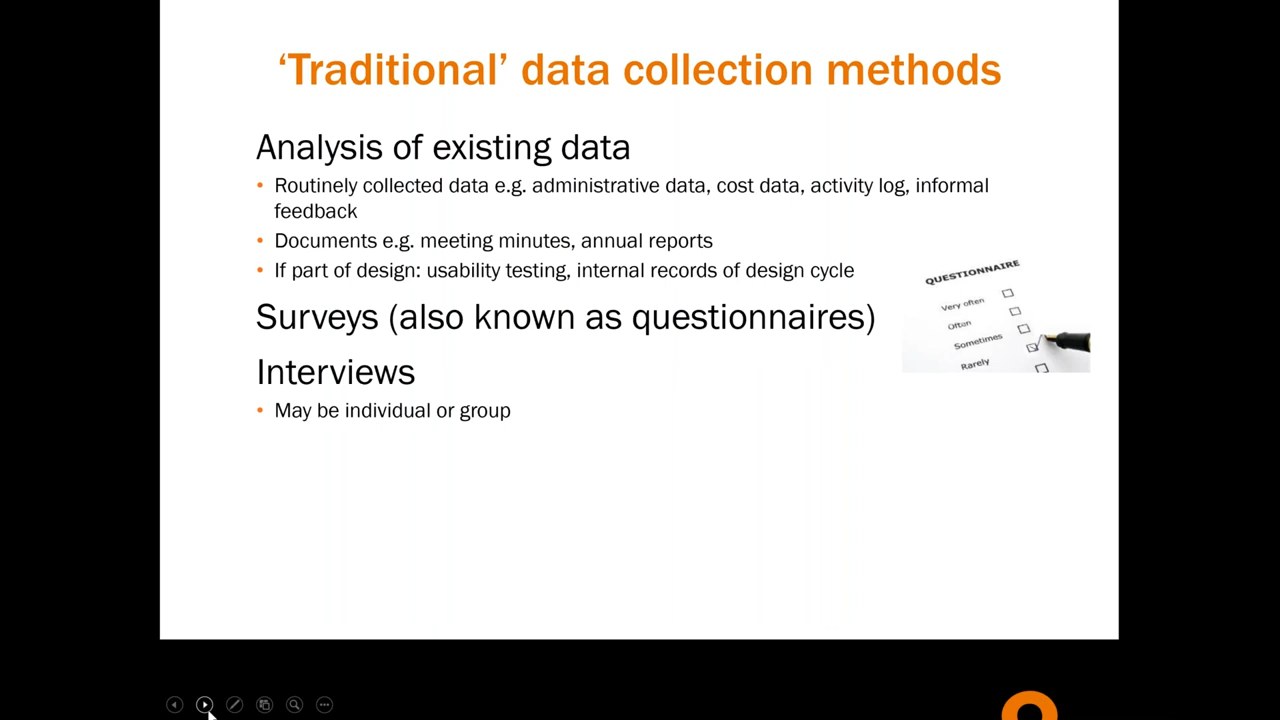 ‘Traditional’ data collection methods
Analysis of existing data
• Routinely collected data e.g. administrative data, cost data, activity log, informal
feedback
• Documents e.g. meeting minutes, annual reports
• If part of design: usability testing, internal records of design cycle
Surveys (also known as questionnaires)
Interviews
• May be individual or group
QUESTIONNAIRE
Very often
Often
Sometimes
Rarely